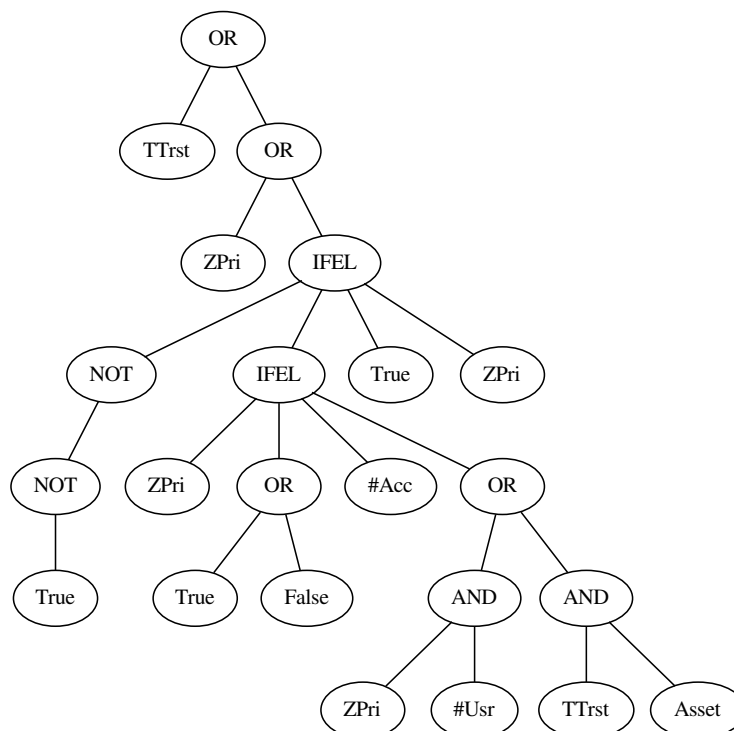 OR
TTrst OR
ZPri IFEL
NOT IFEL True ZPri
NOT ZPri OR #Acc OR
True True False AND AND
ZPri #Usr TTrst Asset